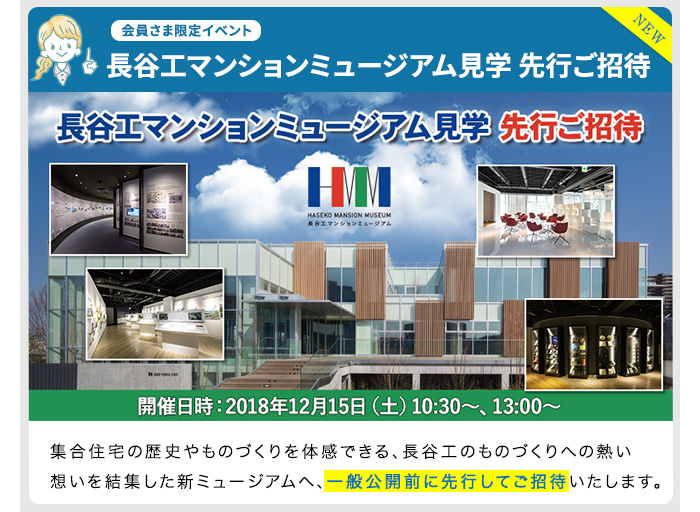 会員さま限定イベント
NEW
長谷工マンションミュージアム見学 先行ご招待
長谷工マンションミュージアム見学 先行ご招待
HMM
HASEKO MANSION MUSEUM
長谷工マンションミュージアム
開催日時：2018年12月15日（土）10:30～、13:00～
集合住宅の歴史やものづくりを体感できる、長谷工のものづくりへの熱い
想いを結集した新ミュージアムへ、一般公開前に先行してご招待いたします。